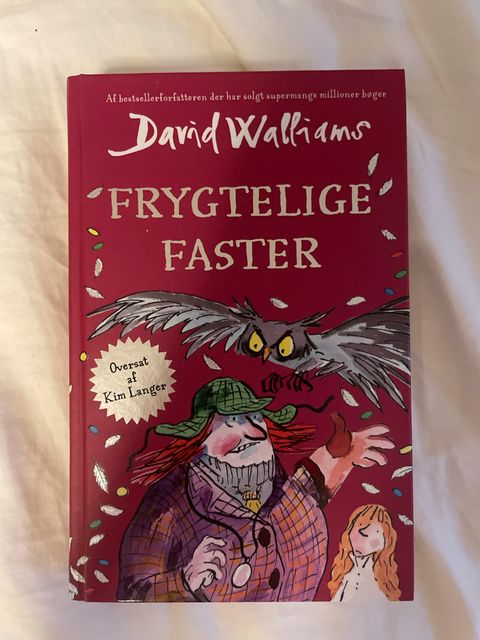 Af bestsellerforfatteren der har solgt supermange millioner bøger
David Walliams
FRYGTELIGE
FASTER
Oversat
af
Kim Langer